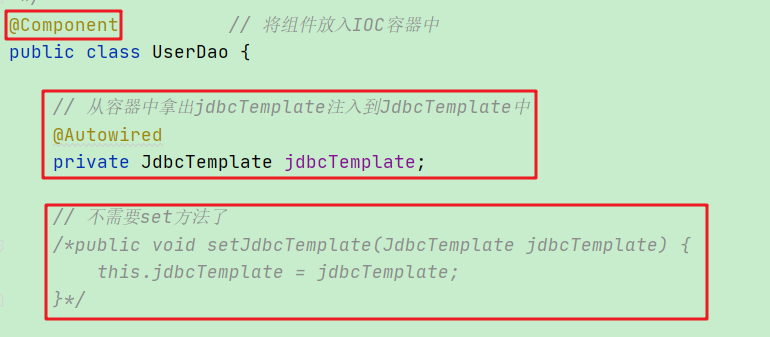 */
@Component // 将组件放入IOC容器中
public class UserDao {
// 从容器中拿出jdbcTemplate注入到JdbcTemplate中
@Autowired
private JdbcTemplate jdbcTemplate;
// 不需要set方法了
/*public void setJdbcTemplate(JdbcTemplate jdbcTemplate) {
this.jdbcTemplate = jdbcTemplate;
}*/